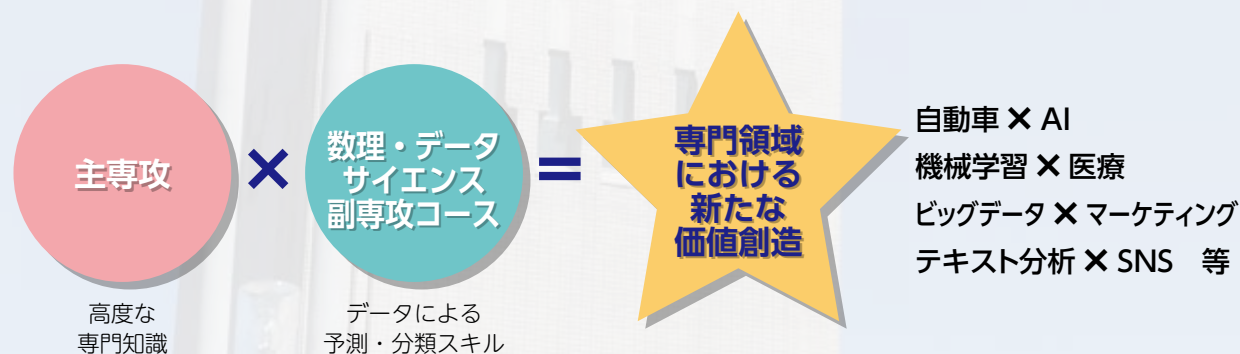 主専攻
×
数理・データ
サイエンス
副専攻コース
=
専門領域
における
新たな
価値創造
高度な
専門知識
データによる
予測・分類スキル
自動車 × AI
機械学習 × 医療
ビッグデータ × マーケティング
テキスト分析 × SNS　等